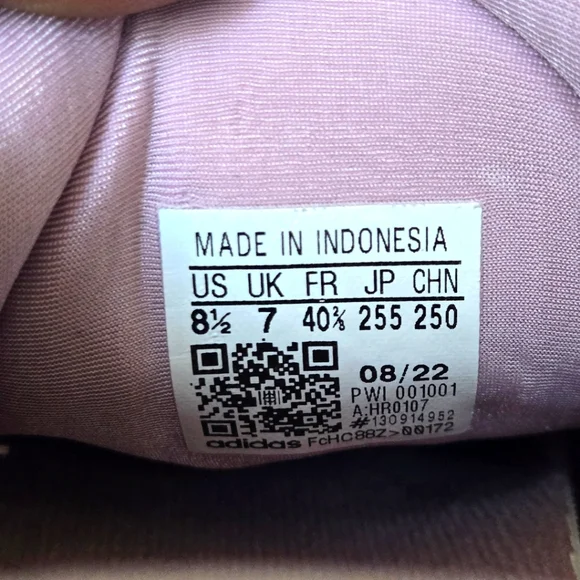 MADE IN INDONESIA
US UK FR JP CHN
8½ 7 40⅔ 255 250
08/22
PWI 001001
A:HR0107
#130914952
adidas FcHC88Z>00172